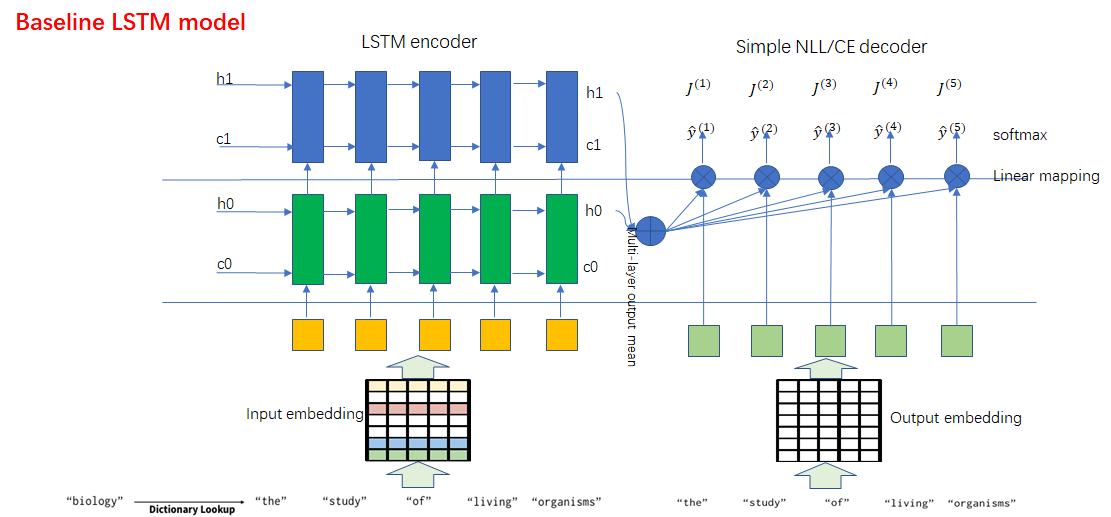 Baseline LSTM model
LSTM encoder
Simple NLL/CE decoder
h1
c1
h0
c0
h1
c1
h0
c0
Multi-layer output mean
J(1) J(2) J(3) J(4) J(5)
ŷ(1) ŷ(2) ŷ(3) ŷ(4) ŷ(5) softmax
Linear mapping
Input embedding
Output embedding
“biology” “the” “study” “of” “living” “organisms”
Dictionary Lookup
“the” “study” “of” “living” “organisms”